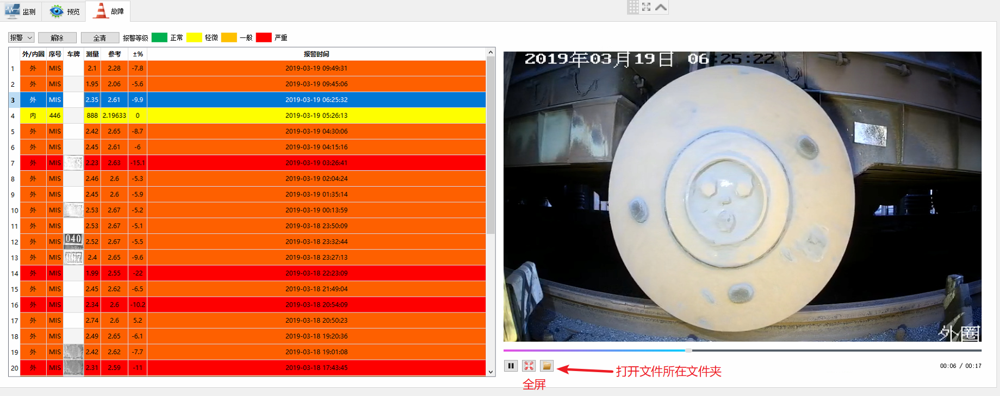 监测 预览 故障
报警 解除 全清 报警等级 正常 轻微 一般 严重
外/内圈 序号 车牌 测量 参考 ±% 报警时间
1 外 MIS 2.1 2.28 -7.8 2019-03-19 09:49:31
2 外 MIS 1.95 2.06 -5.6 2019-03-19 09:45:06
3 外 MIS 2.35 2.61 -9.9 2019-03-19 06:25:32
4 内 446 888 2.19633 0 2019-03-19 05:26:13
5 外 MIS 2.42 2.65 -8.7 2019-03-19 04:30:06
6 外 MIS 2.45 2.61 -6 2019-03-19 04:15:16
7 外 MIS 2.23 2.63 -15.1 2019-03-19 03:26:41
8 外 MIS 2.46 2.6 -5.3 2019-03-19 02:04:24
9 外 MIS 2.45 2.6 -5.9 2019-03-19 01:35:14
10 外 MIS 2.53 2.67 -5.2 2019-03-19 00:13:59
11 外 MIS 2.53 2.67 -5.1 2019-03-18 23:50:09
12 外 MIS 040 2.52 2.67 -5.5 2019-03-18 23:32:44
13 外 MIS 2.4 2.65 -9.6 2019-03-18 23:27:13
14 外 MIS 1.99 2.55 -22 2019-03-18 22:23:09
15 外 MIS 2.45 2.62 -6.5 2019-03-18 21:49:04
16 外 MIS 2.34 2.6 -10.2 2019-03-18 20:54:09
17 外 MIS 2.74 2.6 5.2 2019-03-18 20:50:23
18 外 MIS 2.49 2.65 -6.1 2019-03-18 19:20:36
19 外 MIS 2.42 2.62 -7.7 2019-03-18 19:01:08
20 外 MIS 2.31 2.59 -11 2019-03-18 17:43:45
2019年03月19日 06:25:22
外圈
00:06 / 00:17
打开文件所在文件夹
全屏